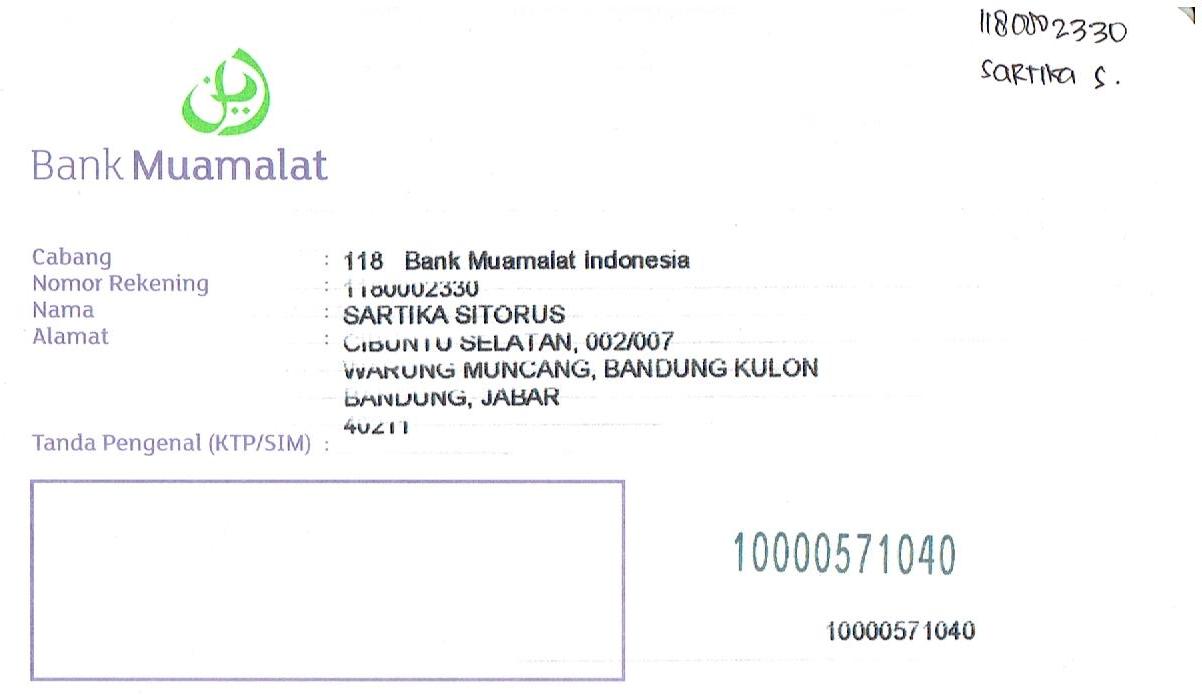 1180002330
SARTIKA S.
Bank Muamalat
Cabang : 118 Bank Muamalat Indonesia
Nomor Rekening : 1180002330
Nama : SARTIKA SITORUS
Alamat : CIBUNTU SELATAN, 002/007
WARUNG MUNCANG, BANDUNG KULON
BANDUNG, JABAR
40211
Tanda Pengenal (KTP/SIM) :
10000571040
10000571040